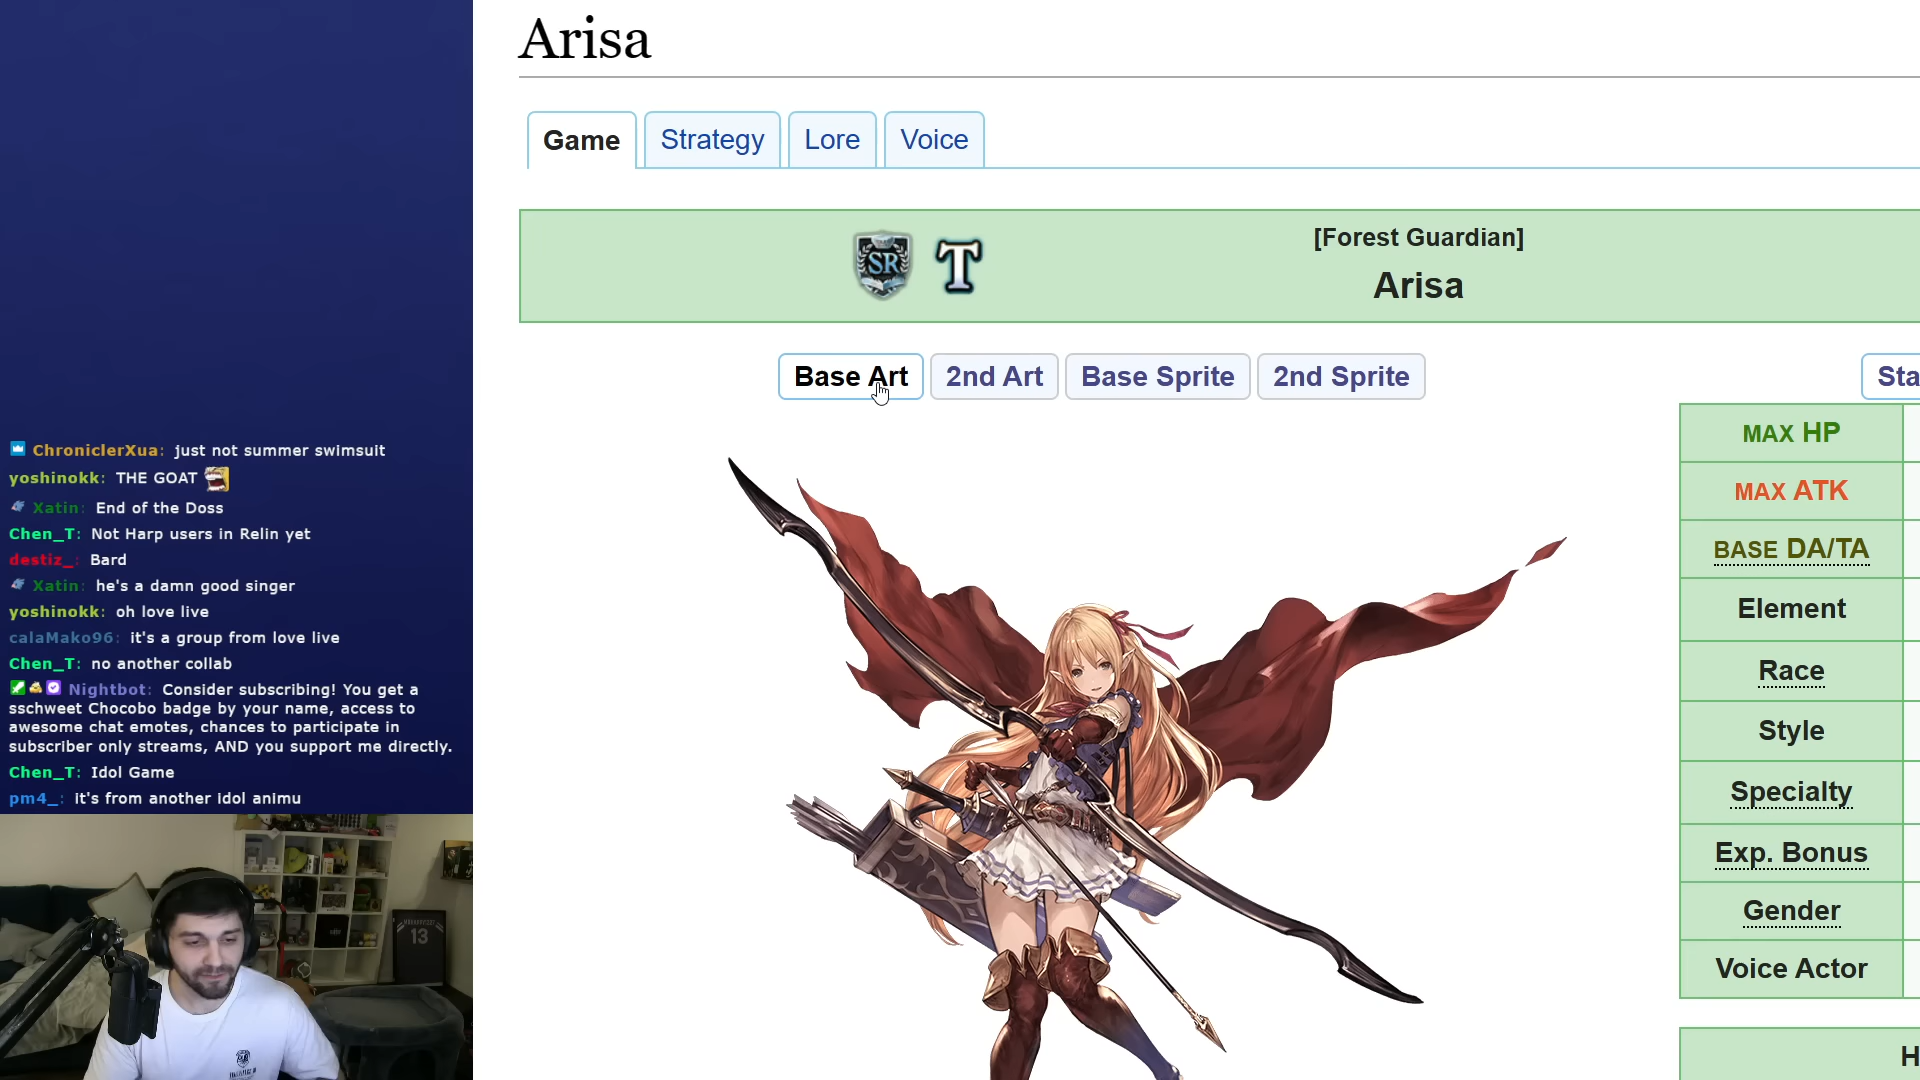 Arisa
Game
Strategy
Lore
Voice
SR
T
[Forest Guardian]
Arisa
Base Art
2nd Art
Base Sprite
2nd Sprite
Sta
MAX HP
MAX ATK
BASE DA/TA
Element
Race
Style
Specialty
Exp. Bonus
Gender
Voice Actor
H
ChroniclerXua: just not summer swimsuit
yoshinokk: THE GOAT
Xatin: End of the Doss
Chen_T: Not Harp users in Relin yet
destiz_: Bard
Xatin: he's a damn good singer
yoshinokk: oh love live
calaMako96: it's a group from love live
Chen_T: no another collab
Nightbot: Consider subscribing! You get a
sschweet Chocobo badge by your name, access to
awesome chat emotes, chances to participate in
subscriber only streams, AND you support me directly.
Chen_T: Idol Game
pm4_: it's from another idol animu
13